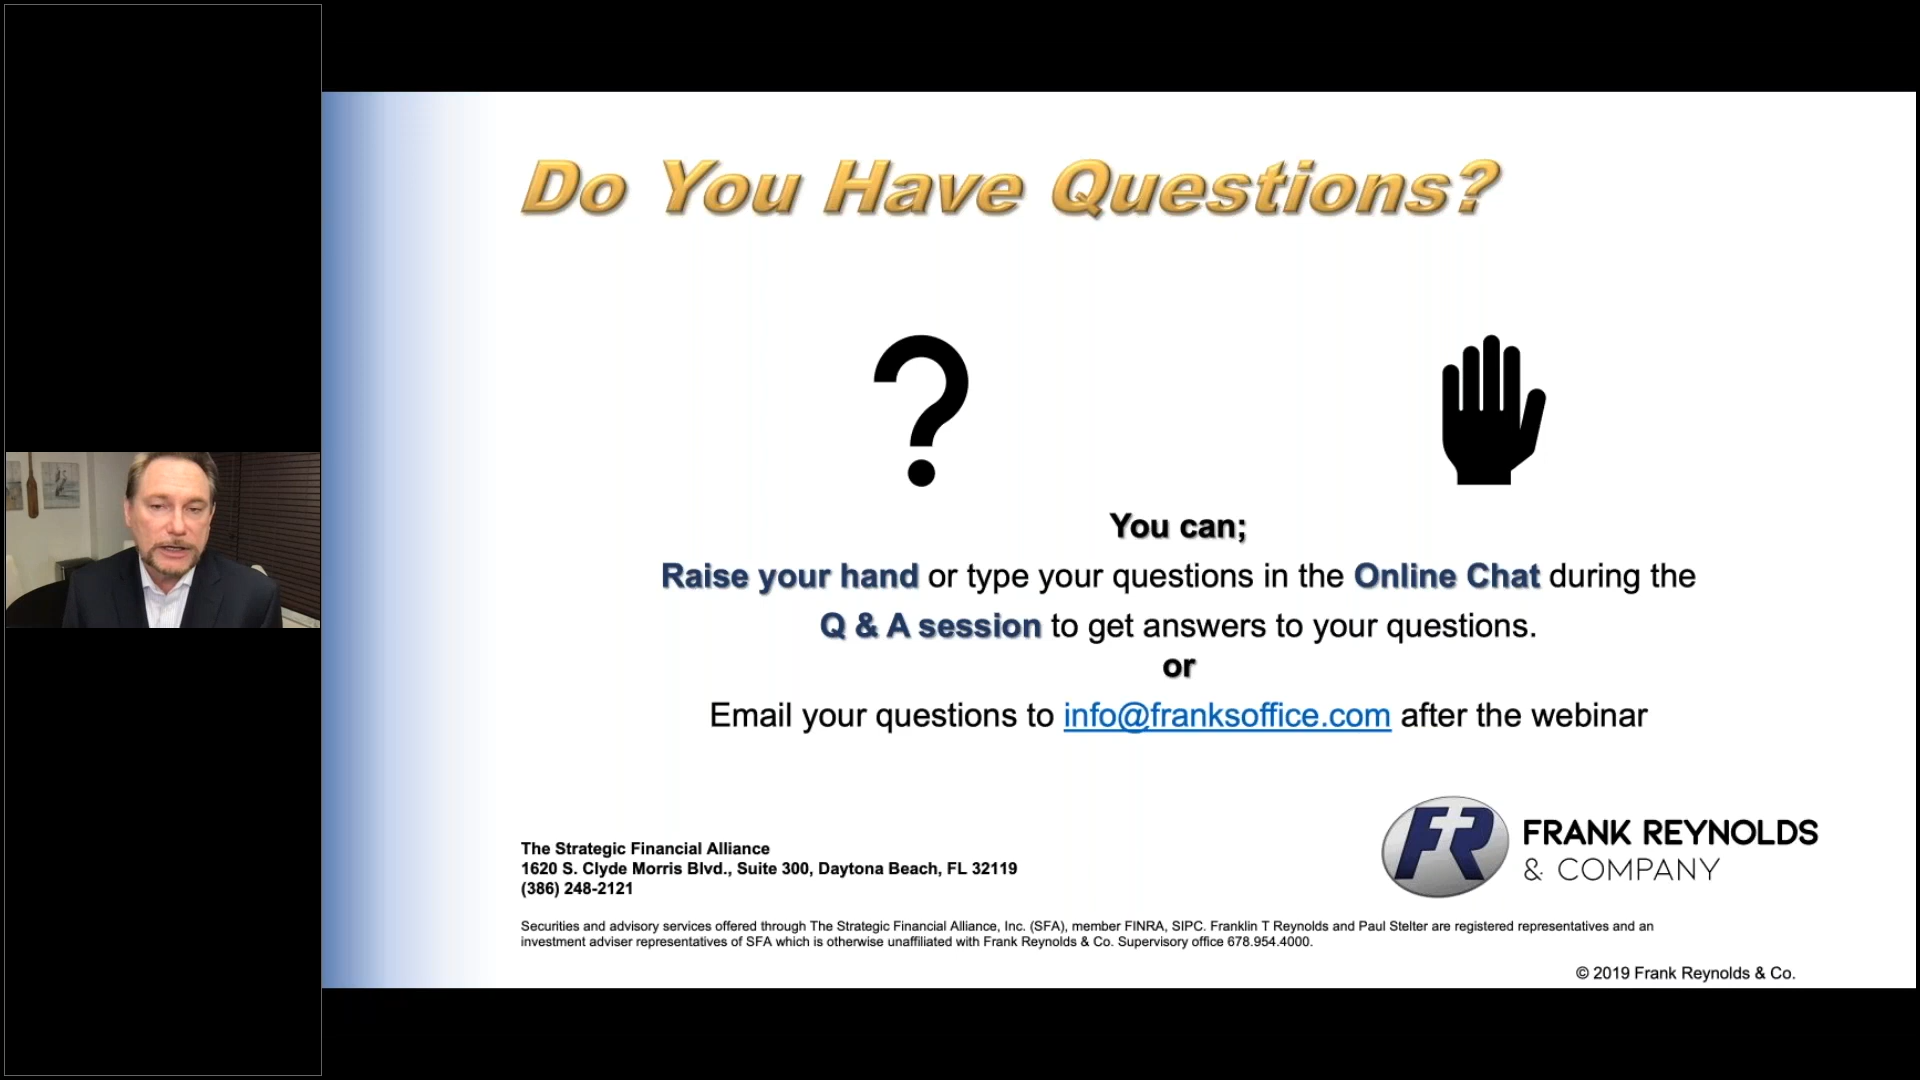 Do You Have Questions?
?
You can;
Raise your hand or type your questions in the Online Chat during the
Q & A session to get answers to your questions.
or
Email your questions to info@franksoffice.com after the webinar
The Strategic Financial Alliance
1620 S. Clyde Morris Blvd., Suite 300, Daytona Beach, FL 32119
(386) 248-2121
FR
FRANK REYNOLDS
& COMPANY
Securities and advisory services offered through The Strategic Financial Alliance, Inc. (SFA), member FINRA, SIPC. Franklin T Reynolds and Paul Stelter are registered representatives and an
investment adviser representatives of SFA which is otherwise unaffiliated with Frank Reynolds & Co. Supervisory office 678.954.4000.
© 2019 Frank Reynolds & Co.